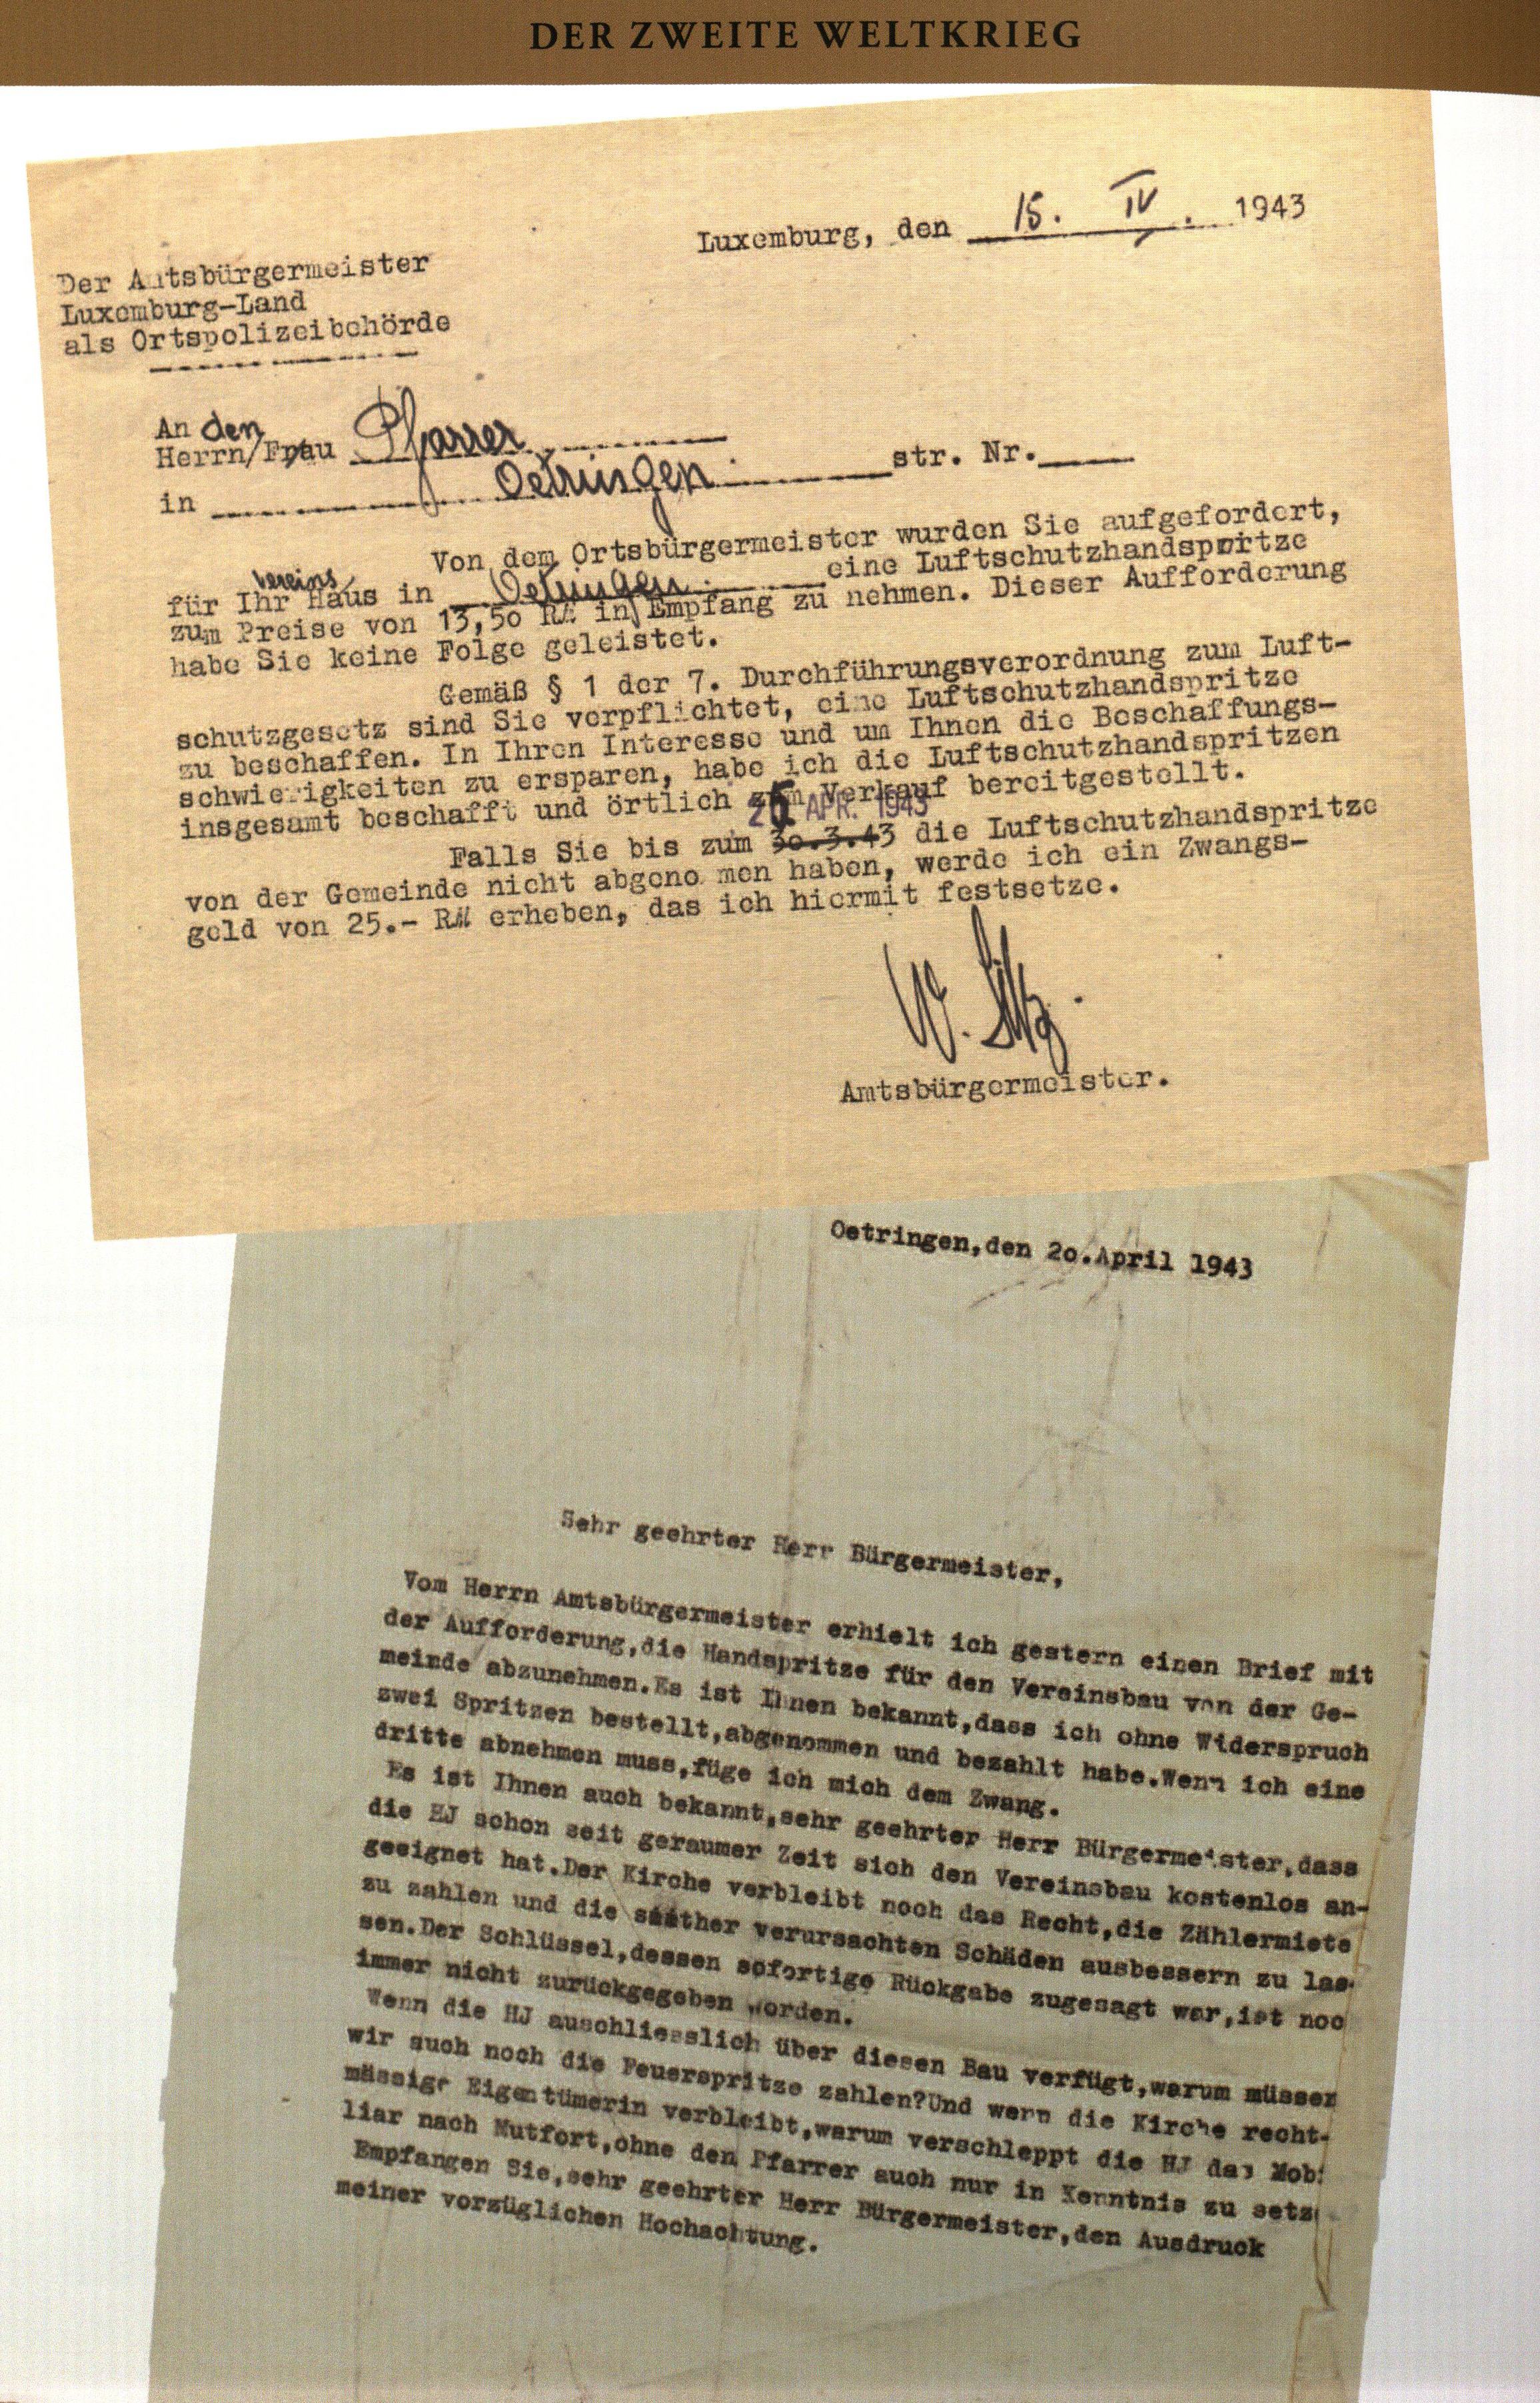 DER ZWEITE WELTKRIEG
Luxemburg, den 15. IV. 1943
Der Amtsbürgermeister
Luxemburg-Land
als Ortspolizeibehörde
An den
Herrn/Frau Pfarrer
in Oetringen str. Nr.
Von dem Ortsbürgermeister wurden Sie aufgefordert,
für Ihr Vereins Haus in Oetringen eine Luftschutzhandspritze
zum Preise von 13,50 RM in Empfang zu nehmen. Dieser Aufforderung
habe Sie keine Folge geleistet.
Gemäß § 1 der 7. Durchführungsverordnung zum Luft-
schutzgesetz sind Sie verpflichtet, eine Luftschutzhandspritze
zu beschaffen. In Ihren Interesse und um Ihnen die Beschaffungs-
schwierigkeiten zu ersparen, habe ich die Luftschutzhandspritzen
insgesamt beschafft und örtlich zum Verkauf bereitgestellt.
APR. 1943
Falls Sie bis zum 30.3.43 die Luftschutzhandspritze
von der Gemeinde nicht abgeno men haben, werde ich ein Zwangs-
geld von 25.- RM erheben, das ich hiermit festsetze.
W.
Amtsbürgermeister.
Oetringen,den 2o.April 1943
Sehr geehrter Herr Bürgermeister,
Vom Herrn Amtsbürgermeister erhielt ich gestern einen Brief mit
der Aufforderung,die Handspritze für den Vereinsbau von der Ge-
meinde abzunehmen.Es ist Ihnen bekannt,dass ich ohne Widerspruch
zwei Spritzen bestellt,abgenommen und bezahlt habe.Wenn ich eine
dritte abnehmen muss,füge ich mich dem Zwang.
Es ist Ihnen auch bekannt,sehr geehrter Herr Bürgermeister,dass
die HJ schon seit geraumer Zeit sich den Vereinsbau kostenlos an-
geeignet hat.Der Kirche verbleibt noch das Recht,die Zählermiete
zu zahlen und die seither verursachten Schäden ausbessern zu las-
sen.Der Schlüssel,dessen sofortige Rückgabe zugesagt war,ist noc
immer nicht zurückgegeben worden.
Wenn die HJ auschliesslich über diesen Bau verfügt,warum müssen
wir auch noch die Feuerspritze zahlen?Und wenn die Kirche recht-
mässige Eigentümerin verbleibt,warum verschleppt die HJ das Mobi
liar nach Mutfort,ohne den Pfarrer auch nur in Kenntnis zu setz
Empfangen Sie,sehr geehrter Herr Bürgermeister,den Ausdruck
meiner vorzüglichen Hochachtung.